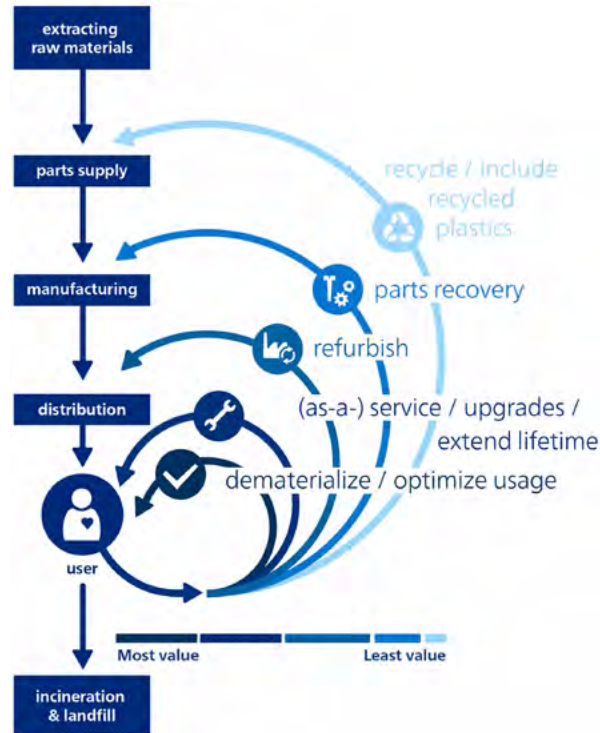 extracting
raw materials
parts supply
recycle / include
recycled
plastics
manufacturing
parts recovery
refurbish
distribution
(as-a-) service / upgrades /
extend lifetime
dematerialize / optimize usage
user
Most value
Least value
incineration
& landfill